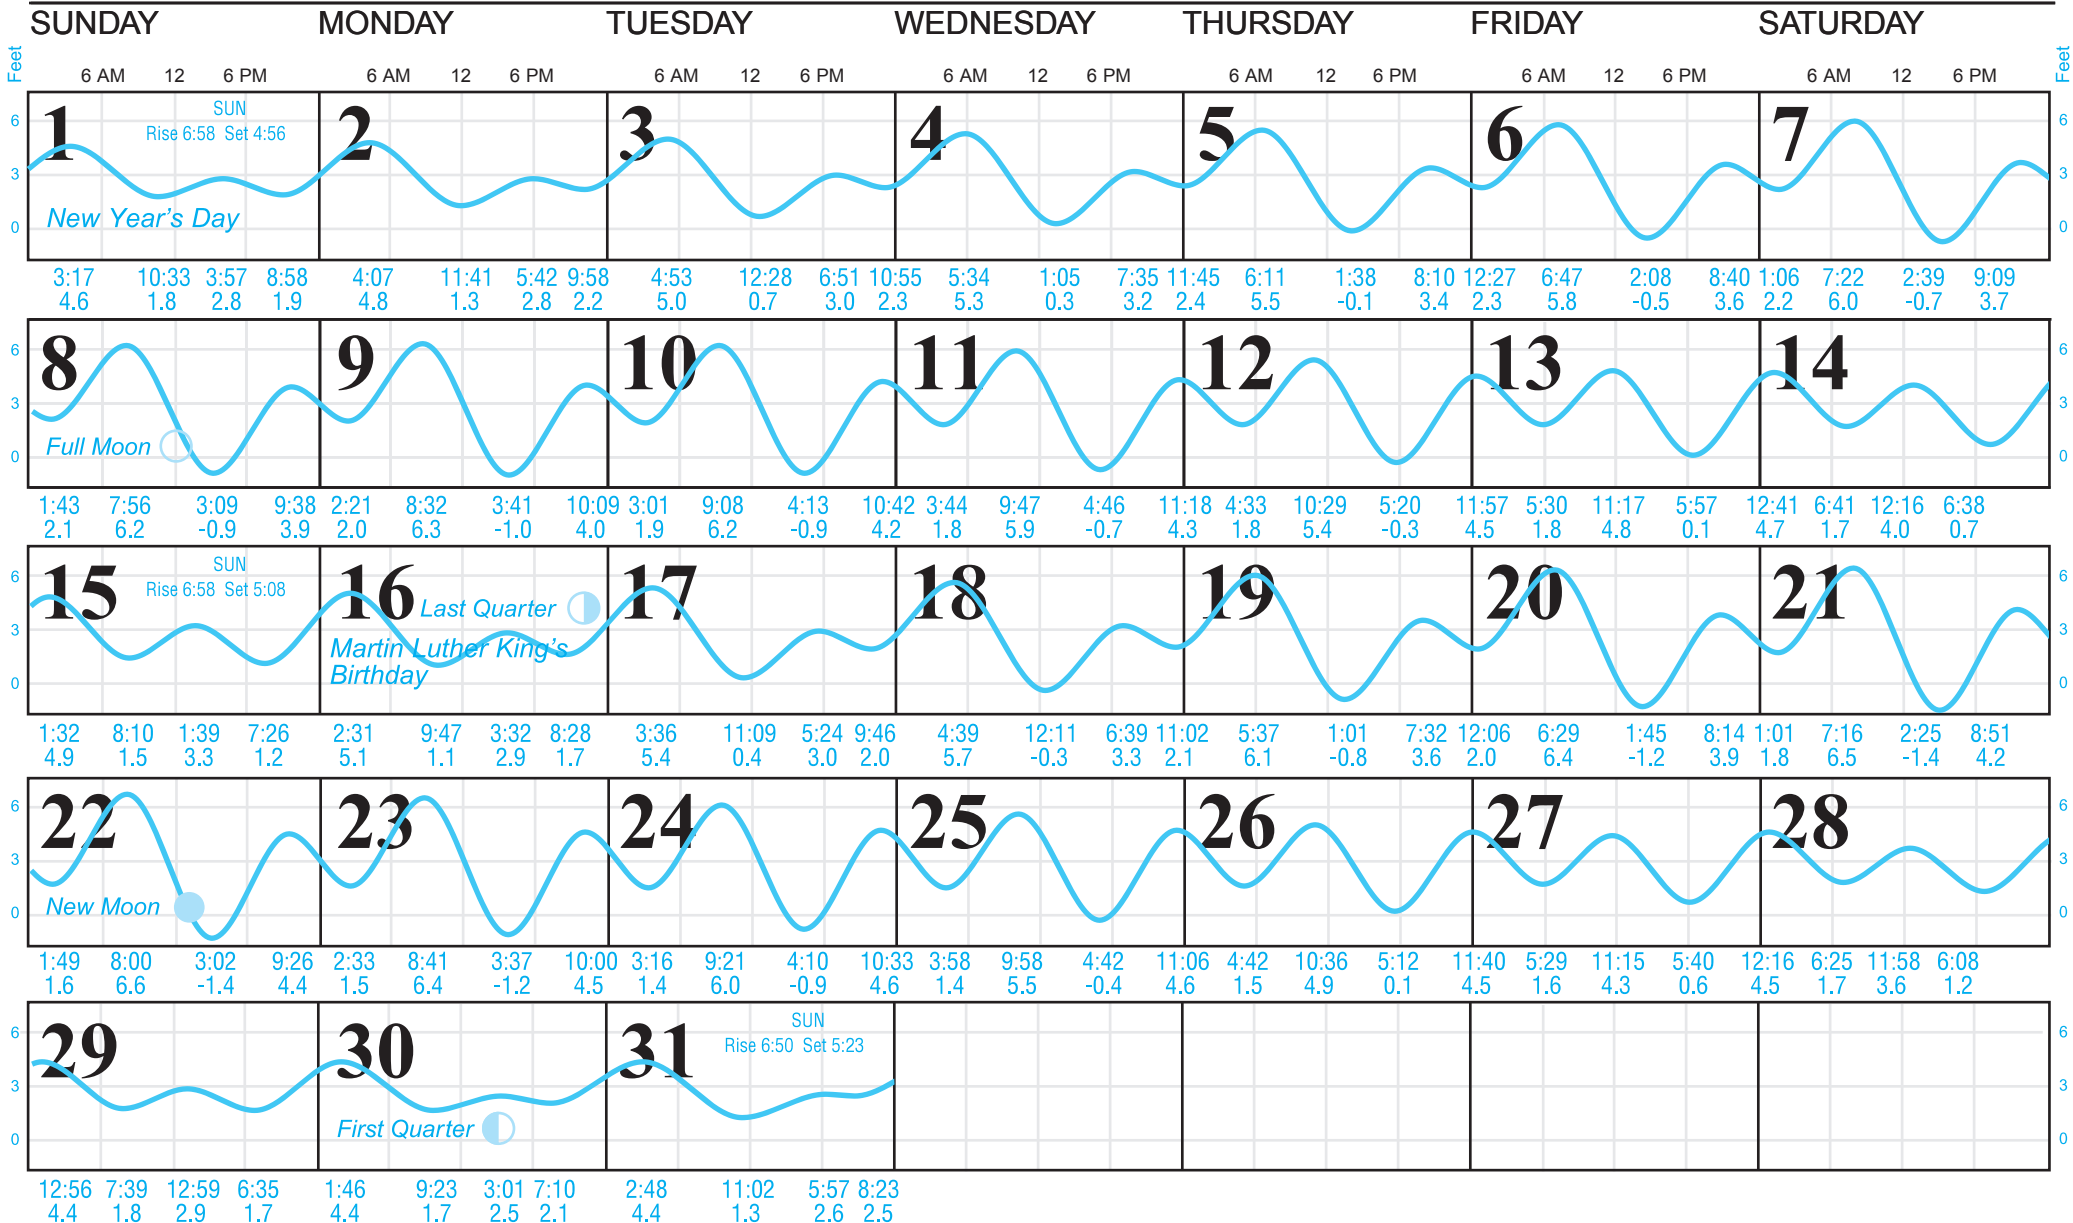 SUNDAY MONDAY TUESDAY WEDNESDAY THURSDAY FRIDAY SATURDAY
Feet 6 AM 12 6 PM 6 AM 12 6 PM 6 AM 12 6 PM 6 AM 12 6 PM 6 AM 12 6 PM 6 AM 12 6 PM 6 AM 12 6 PM Feet
1 SUN 2 3 4 5 6 7
6 Rise 6:58 Set 4:56 6
3 3
New Year's Day
0 0
3:17 10:33 3:57 8:58 4:07 11:41 5:42 9:58 4:53 12:28 6:51 10:55 5:34 1:05 7:35 11:45 6:11 1:38 8:10 12:27 6:47 2:08 8:40 1:06 7:22 2:39 9:09
4.6 1.8 2.8 1.9 4.8 1.3 2.8 2.2 5.0 0.7 3.0 2.3 5.3 0.3 3.2 2.4 5.5 -0.1 3.4 2.3 5.8 -0.5 3.6 2.2 6.0 -0.7 3.7
6 8 9 10 11 12 13 14 6
3 3
Full Moon
0 0
1:43 7:56 3:09 9:38 2:21 8:32 3:41 10:09 3:01 9:08 4:13 10:42 3:44 9:47 4:46 11:18 4:33 10:29 5:20 11:57 5:30 11:17 5:57 12:41 6:41 12:16 6:38
2.1 6.2 -0.9 3.9 2.0 6.3 -1.0 4.0 1.9 6.2 -0.9 4.2 1.8 5.9 -0.7 4.3 1.8 5.4 -0.3 4.5 1.8 4.8 0.1 4.7 1.7 4.0 0.7
15 SUN 16 17 18 19 20 21
6 Rise 6:58 Set 5:08 6
Last Quarter
3 3
Martin Luther King's
Birthday
0 0
1:32 8:10 1:39 7:26 2:31 9:47 3:32 8:28 3:36 11:09 5:24 9:46 4:39 12:11 6:39 11:02 5:37 1:01 7:32 12:06 6:29 1:45 8:14 1:01 7:16 2:25 8:51
4.9 1.5 3.3 1.2 5.1 1.1 2.9 1.7 5.4 0.4 3.0 2.0 5.7 -0.3 3.3 2.1 6.1 -0.8 3.6 2.0 6.4 -1.2 3.9 1.8 6.5 -1.4 4.2
6 22 23 24 25 26 27 28 6
3 3
New Moon
0 0
1:49 8:00 3:02 9:26 2:33 8:41 3:37 10:00 3:16 9:21 4:10 10:33 3:58 9:58 4:42 11:06 4:42 10:36 5:12 11:40 5:29 11:15 5:40 12:16 6:25 11:58 6:08
1.6 6.6 -1.4 4.4 1.5 6.4 -1.2 4.5 1.4 6.0 -0.9 4.6 1.4 5.5 -0.4 4.6 1.5 4.9 0.1 4.5 1.6 4.3 0.6 4.5 1.7 3.6 1.2
29 30 31 SUN
6 Rise 6:50 Set 5:23 6
3 3
First Quarter
0 0
12:56 7:39 12:59 6:35 1:46 9:23 3:01 7:10 2:48 11:02 5:57 8:23
4.4 1.8 2.9 1.7 4.4 1.7 2.5 2.1 4.4 1.3 2.6 2.5